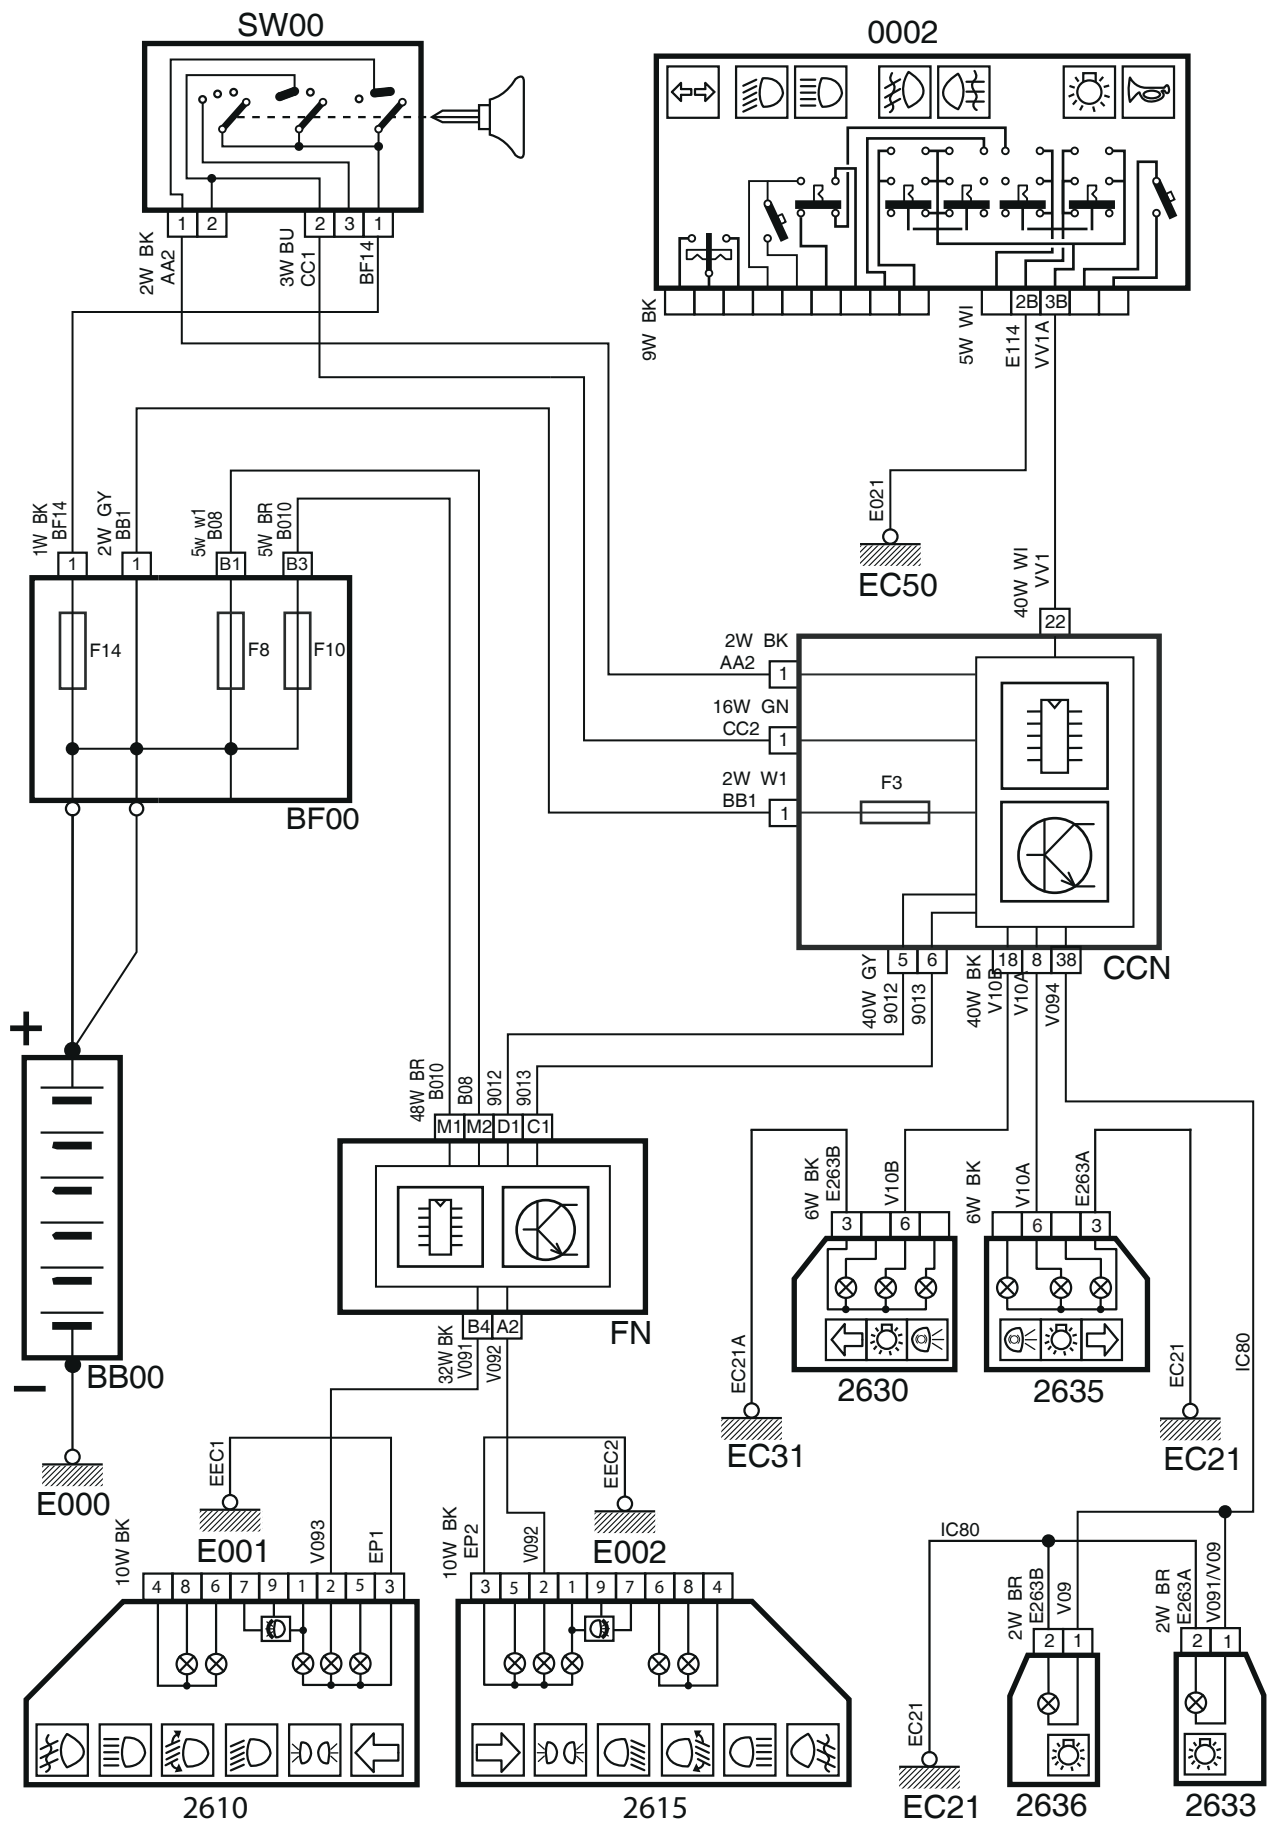 SW00
0002
1
2
2
3
1
2W BK
AA2
3W BU
CC1
BF14
9W BK
5W WI
2B
3B
E114
VV1A
E021
EC50
1W BK
BF14
2W GY
BB1
5w w1
B08
5W BR
B010
1
1
B1
B3
F14
F8
F10
BF00
40W WI
VV1
22
2W BK
AA2
1
16W GN
CC2
1
2W W1
BB1
1
F3
5
6
18
8
38
CCN
40W GY
9012
9013
40W BK
V10B
V10A
V094
+
−
BB00
E000
48W BR
B010
B08
9012
9013
M1
M2
D1
C1
B4
A2
FN
32W BK
V091
V092
6W BK
E263B
V10B
6W BK
V10A
E263A
3
6
6
3
2630
2635
EC21A
EC31
EC21
EC21
IC80
EEC1
E001
V093
EP1
10W BK
4
8
6
7
9
1
2
5
3
2610
10W BK
EP2
V092
EEC2
E002
3
5
2
1
9
7
6
8
4
2615
IC80
2W BR
E263B
V09
2W BR
E263A
V091/V09
2
1
2
1
EC21
EC21
2636
2633